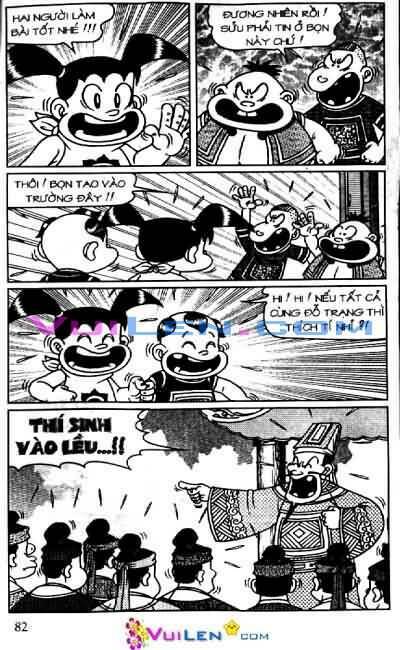 HAI NGƯỜI LÀM
BÀI TỐT NHÉ !!!
ĐƯƠNG NHIÊN RỒI !
SỬU PHẢI TIN Ở BỌN
NÀY CHỨ !
THÔI ! BỌN TAO VÀO
TRƯỜNG ĐÂY !!
HI ! HI ! NẾU TẤT CẢ
CÙNG ĐỖ TRẠNG THÌ
THÍCH TÍ NHỈ ?!
VUILEN.COM
THÍ SINH
VÀO LỀU...!!
82
VUILEN.COM